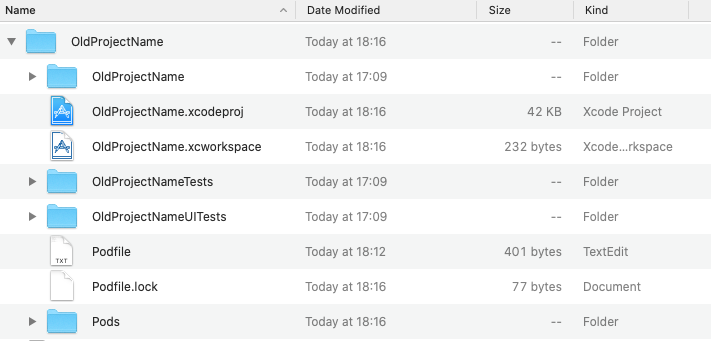 Name Date Modified Size Kind
OldProjectName Today at 18:16 -- Folder
OldProjectName Today at 17:09 -- Folder
OldProjectName.xcodeproj Today at 18:16 42 KB Xcode Project
OldProjectName.xcworkspace Today at 18:16 232 bytes Xcode...rkspace
OldProjectNameTests Today at 17:09 -- Folder
OldProjectNameUITests Today at 17:09 -- Folder
TXT Podfile Today at 18:12 401 bytes TextEdit
Podfile.lock Today at 18:16 77 bytes Document
Pods Today at 18:16 -- Folder